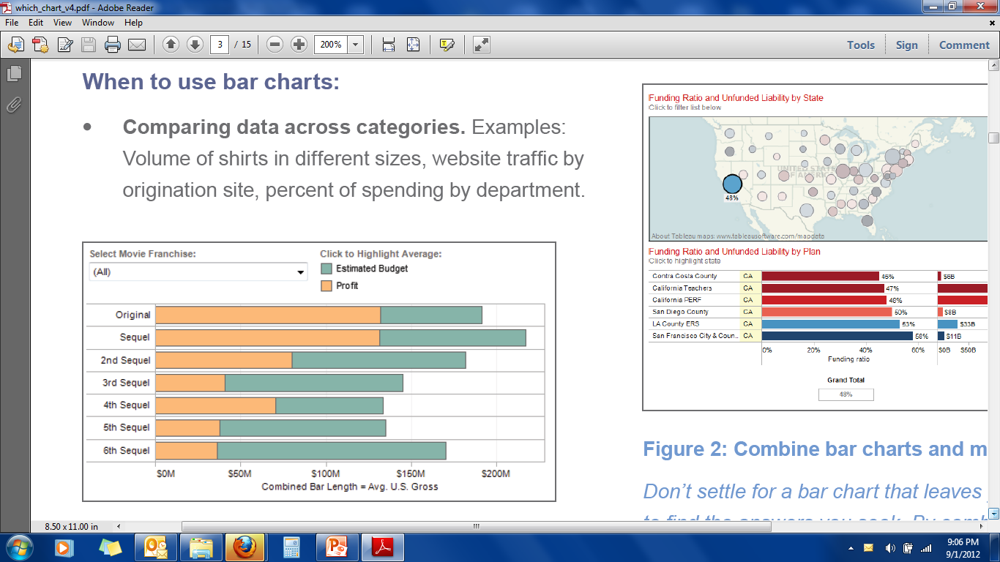 which_chart_v4.pdf - Adobe Reader
File Edit View Window Help
3 / 15 200% Tools Sign Comment
When to use bar charts:
• Comparing data across categories. Examples:
Volume of shirts in different sizes, website traffic by
origination site, percent of spending by department.
Select Movie Franchise: Click to Highlight Average:
(All) Estimated Budget
Profit
Original
Sequel
2nd Sequel
3rd Sequel
4th Sequel
5th Sequel
6th Sequel
$0M $50M $100M $150M $200M
Combined Bar Length = Avg. U.S. Gross
Funding Ratio and Unfunded Liability by State
Click to filter list below
UNITED STATES
OF AMERICA
48%
About Tableau maps: www.tableausoftware.com/mapdata
Funding Ratio and Unfunded Liability by Plan
Click to highlight state
Contra Costa County CA 45% $6B
California Teachers CA 47%
California PERF CA 48%
San Diego County CA 50% $8B
LA County ERS CA 53% $33B
San Francisco City & Coun.. CA 58% $11B
0% 20% 40% 60% $0B $50B
Funding ratio
Grand Total
48%
Figure 2: Combine bar charts and m
Don't settle for a bar chart that leaves
to find the answers you seek. By comb
8.50 x 11.00 in
9:06 PM
9/1/2012